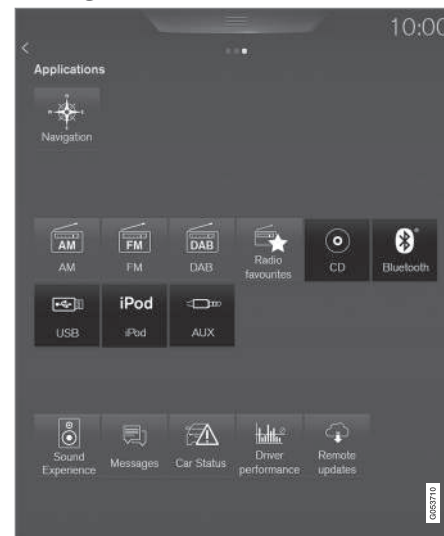 10:00
Applications
Navigation
AM
FM
DAB
AM
FM
DAB
Radio
favourites
CD
Bluetooth
iPod
USB
iPod
AUX
Sound
Experience
Messages
Car Status
Driver
performance
Remote
updates
G053710